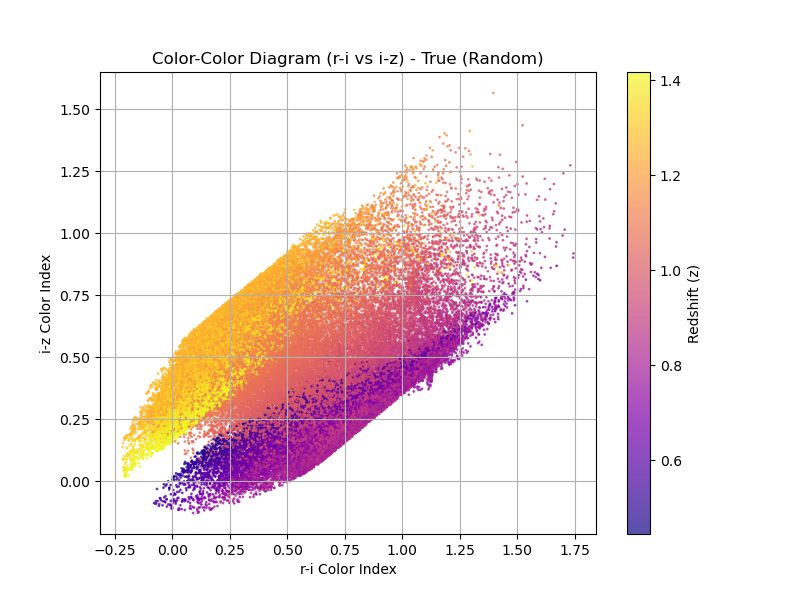 Color-Color Diagram (r-i vs i-z) - True (Random)
i-z Color Index
1.50
1.25
1.00
0.75
0.50
0.25
0.00
−0.25 0.00 0.25 0.50 0.75 1.00 1.25 1.50 1.75
r-i Color Index
1.4
1.2
1.0
0.8
0.6
Redshift (z)